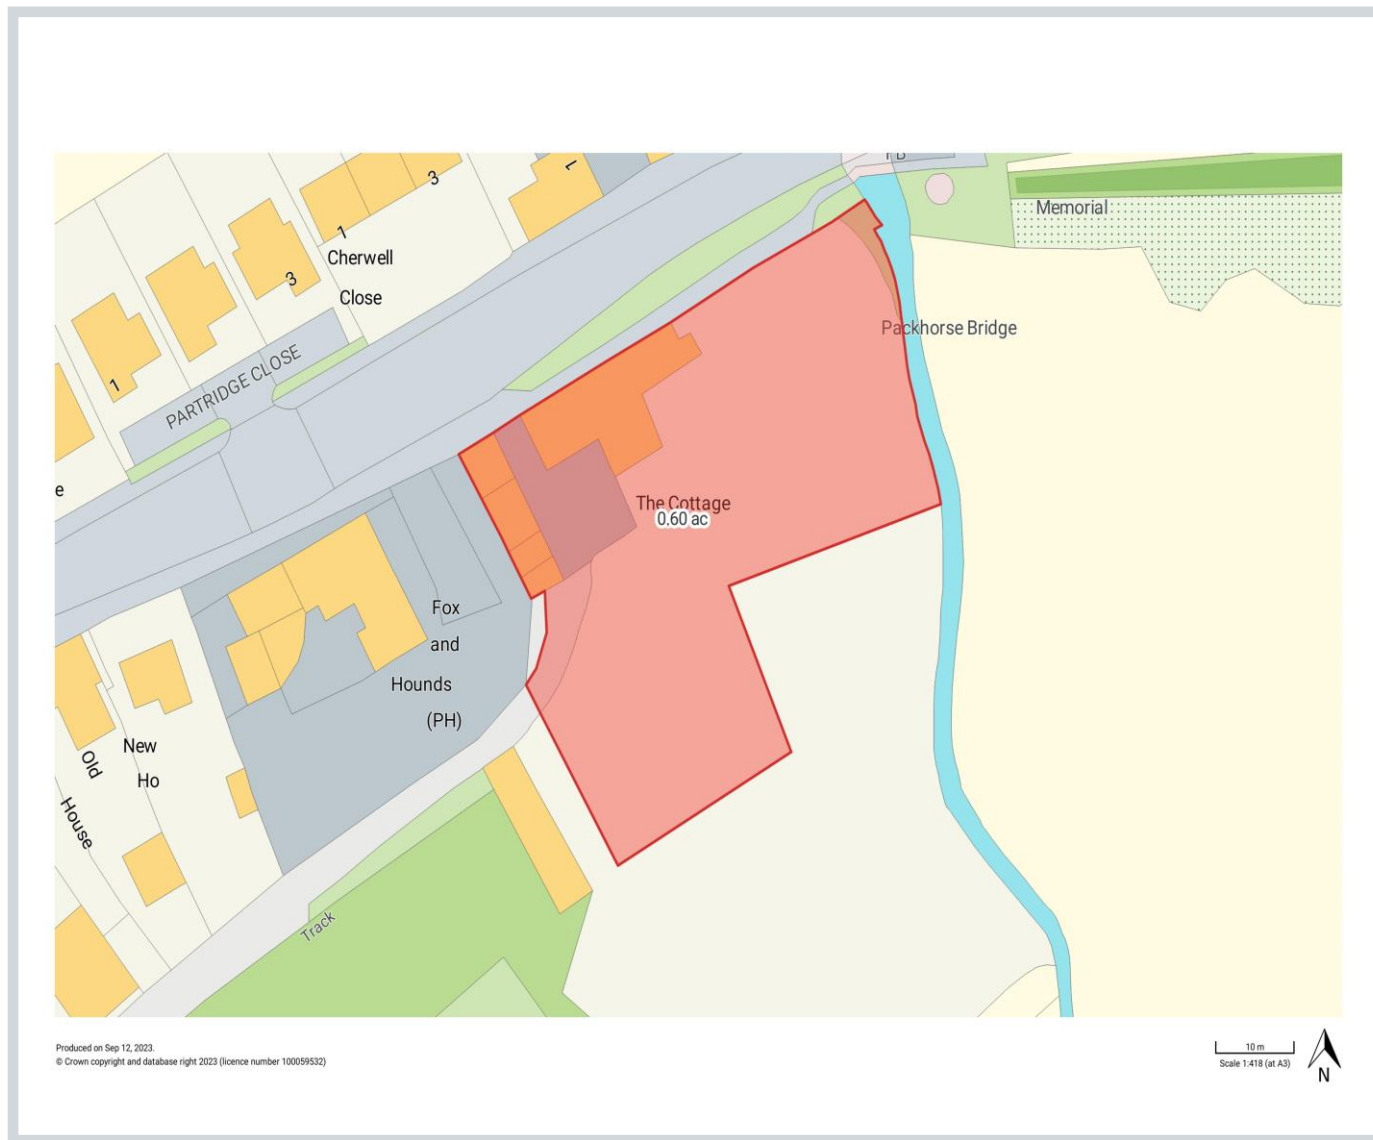 FB
3
1
1
Memorial
Cherwell
3
Close
Packhorse Bridge
PARTRIDGE CLOSE
1
e
The Cottage
0.60 ac
Fox
and
Hounds
(PH)
New
Ho
Old
House
Track
Produced on Sep 12, 2023.
© Crown copyright and database right 2023 (licence number 100059532)
10 m
Scale 1:418 (at A3)
N